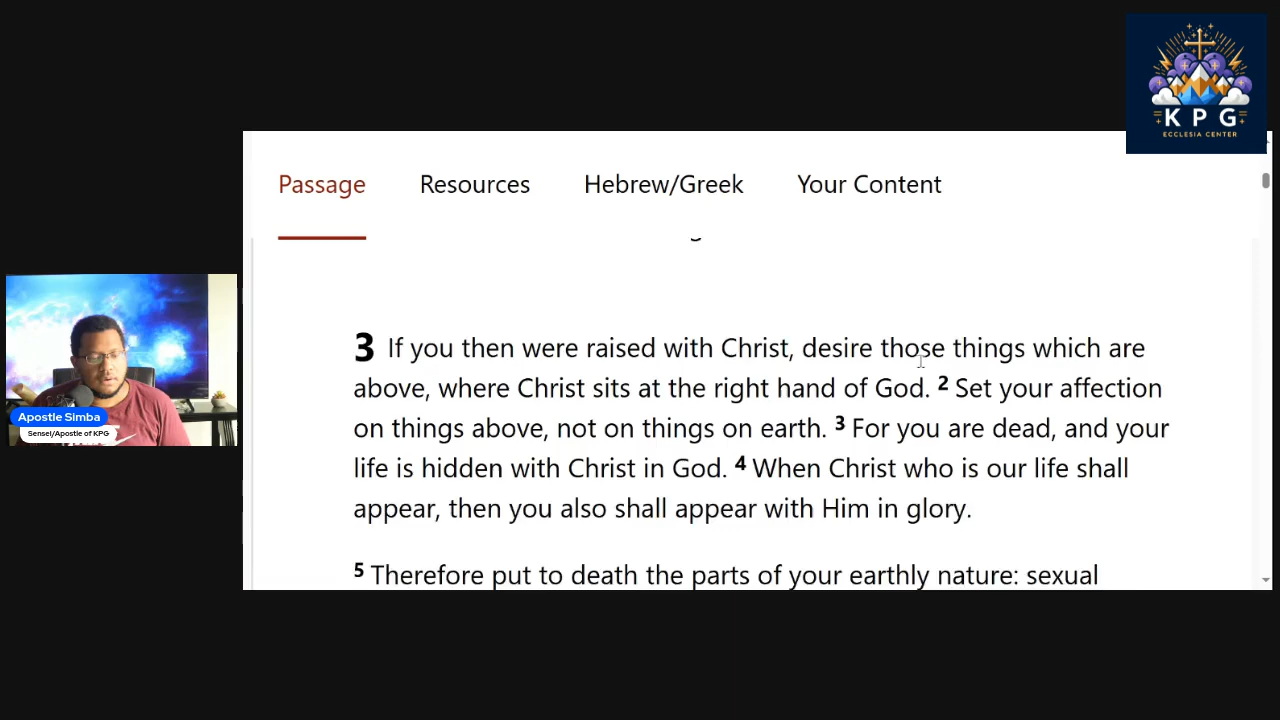 K P G
ECCLESIA CENTER
Passage
Resources
Hebrew/Greek
Your Content
3 If you then were raised with Christ, desire those things which are
above, where Christ sits at the right hand of God. 2 Set your affection
on things above, not on things on earth. 3 For you are dead, and your
life is hidden with Christ in God. 4 When Christ who is our life shall
appear, then you also shall appear with Him in glory.
5 Therefore put to death the parts of your earthly nature: sexual
Apostle Simba
Sensei/Apostle of KPG